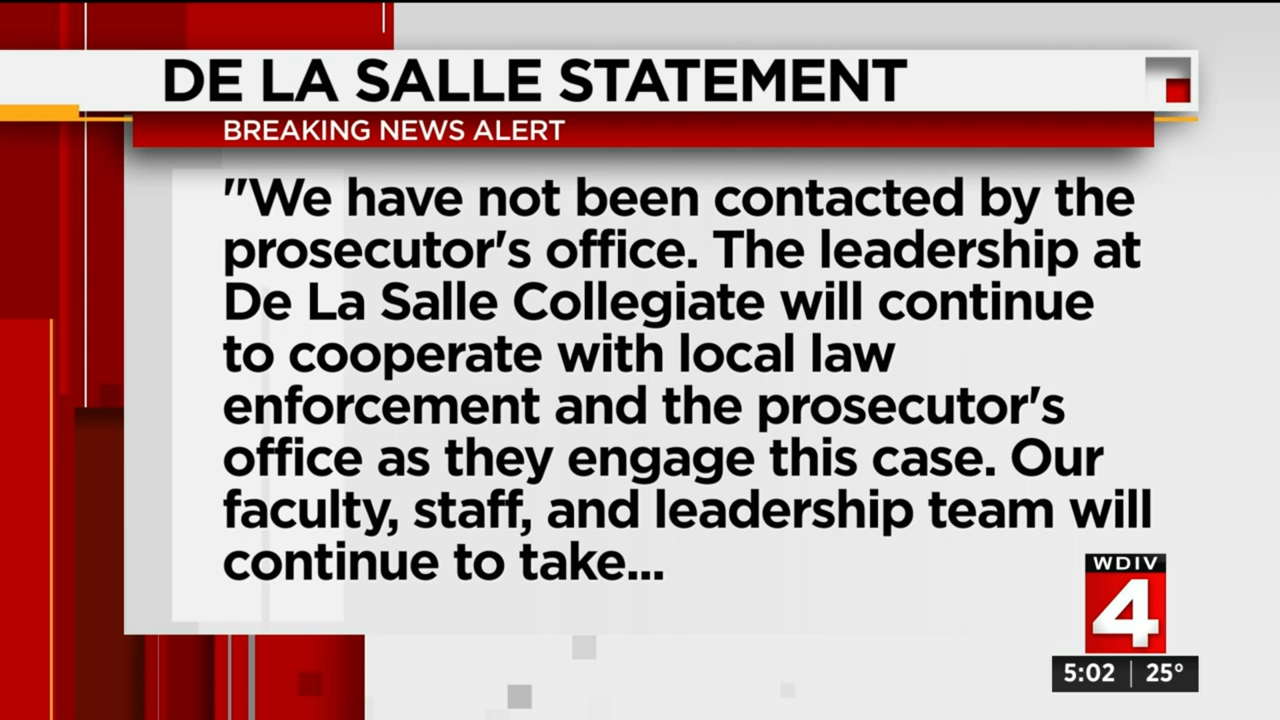 DE LA SALLE STATEMENT
BREAKING NEWS ALERT
"We have not been contacted by the
prosecutor's office. The leadership at
De La Salle Collegiate will continue
to cooperate with local law
enforcement and the prosecutor's
office as they engage this case. Our
faculty, staff, and leadership team will
continue to take...
WDIV
4
5:02 | 25°